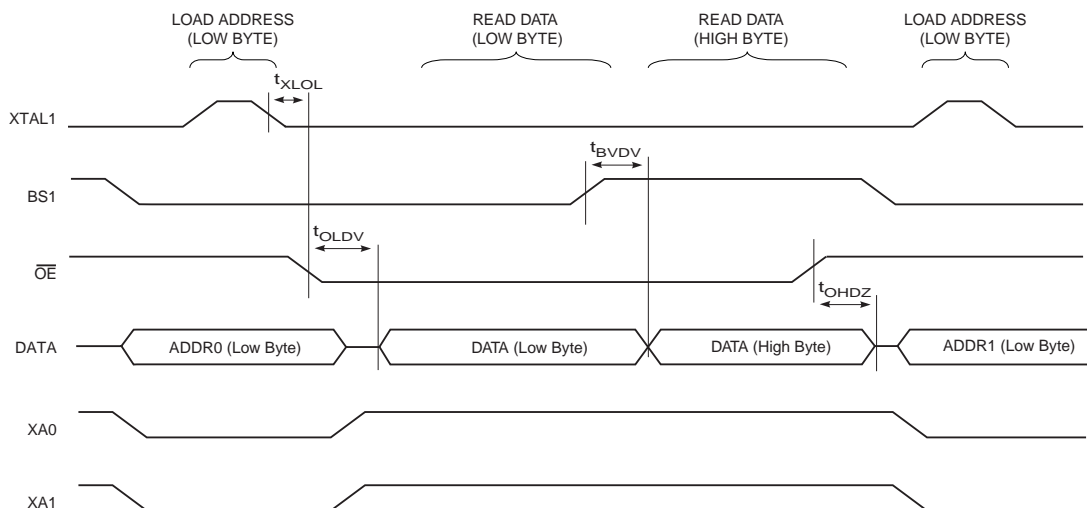 LOAD ADDRESS
(LOW BYTE)
READ DATA
(LOW BYTE)
READ DATA
(HIGH BYTE)
LOAD ADDRESS
(LOW BYTE)
tXLOL
XTAL1
tBVDV
BS1
tOLDV
OE
tOHDZ
DATA
ADDR0 (Low Byte)
DATA (Low Byte)
DATA (High Byte)
ADDR1 (Low Byte)
XA0
XA1